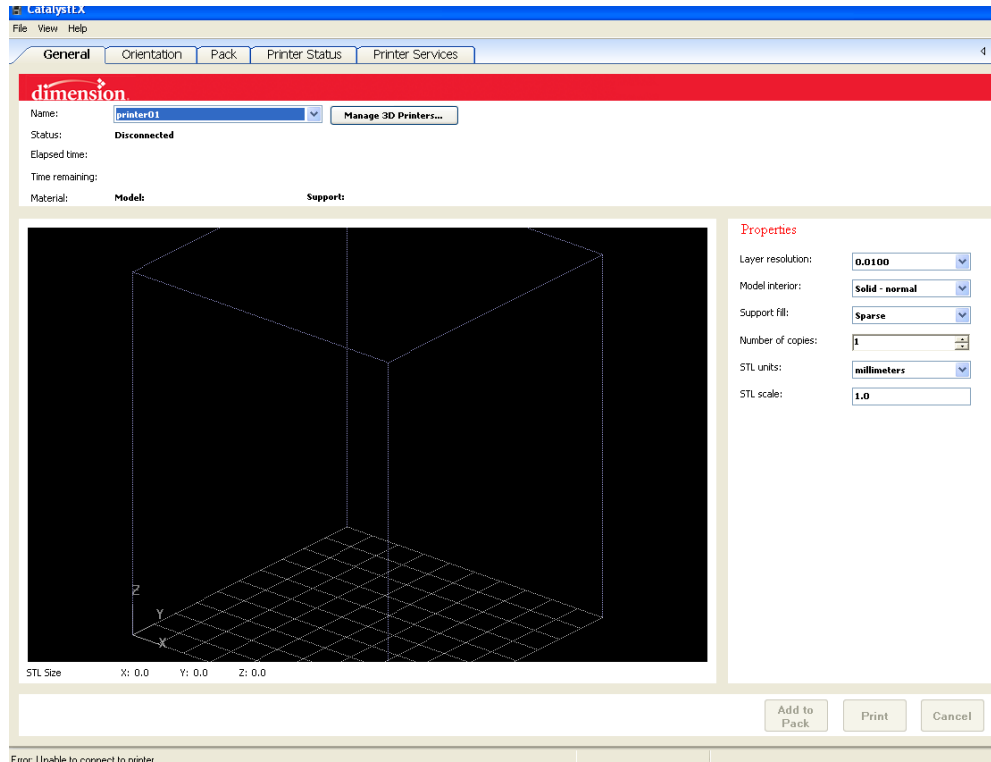 CatalystEX
File View Help
General Orientation Pack Printer Status Printer Services
dimension
Name: printer01 Manage 3D Printers...
Status: Disconnected
Elapsed time:
Time remaining:
Material: Model: Support:
Properties
Layer resolution: 0.0100
Model interior: Solid - normal
Support fill: Sparse
Number of copies: 1
STL units: millimeters
STL scale: 1.0
Z
Y
X
STL Size X: 0.0 Y: 0.0 Z: 0.0
Add to
Pack
Print Cancel
Error: Unable to connect to printer